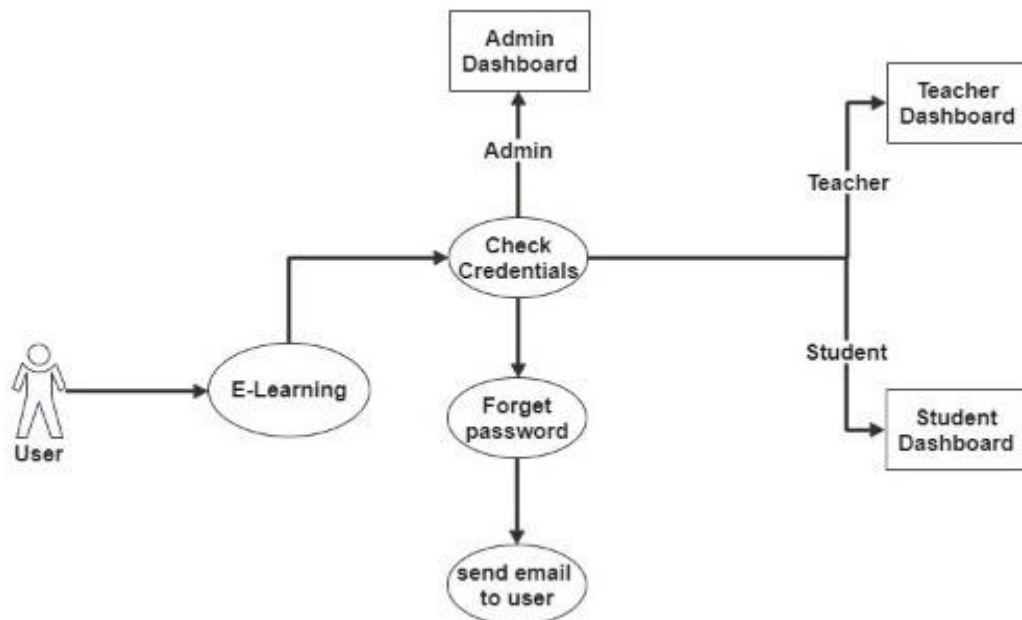 Admin
Dashboard
Teacher
Dashboard
Admin
Teacher
Check
Credentials
Student
E-Learning
Forget
password
Student
Dashboard
User
send email
to user